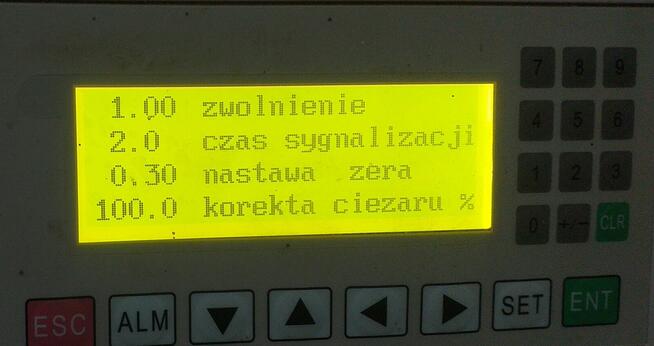 1.00 zwolnienie
2.0 czas sygnalizacji
0.30 nastawa zera
100.0 korekta ciezaru %
7 8 9
4 5 6
1 2 3
0 +/- CLR
ESC ALM ▼ ▲ ◀ ▶ SET ENT